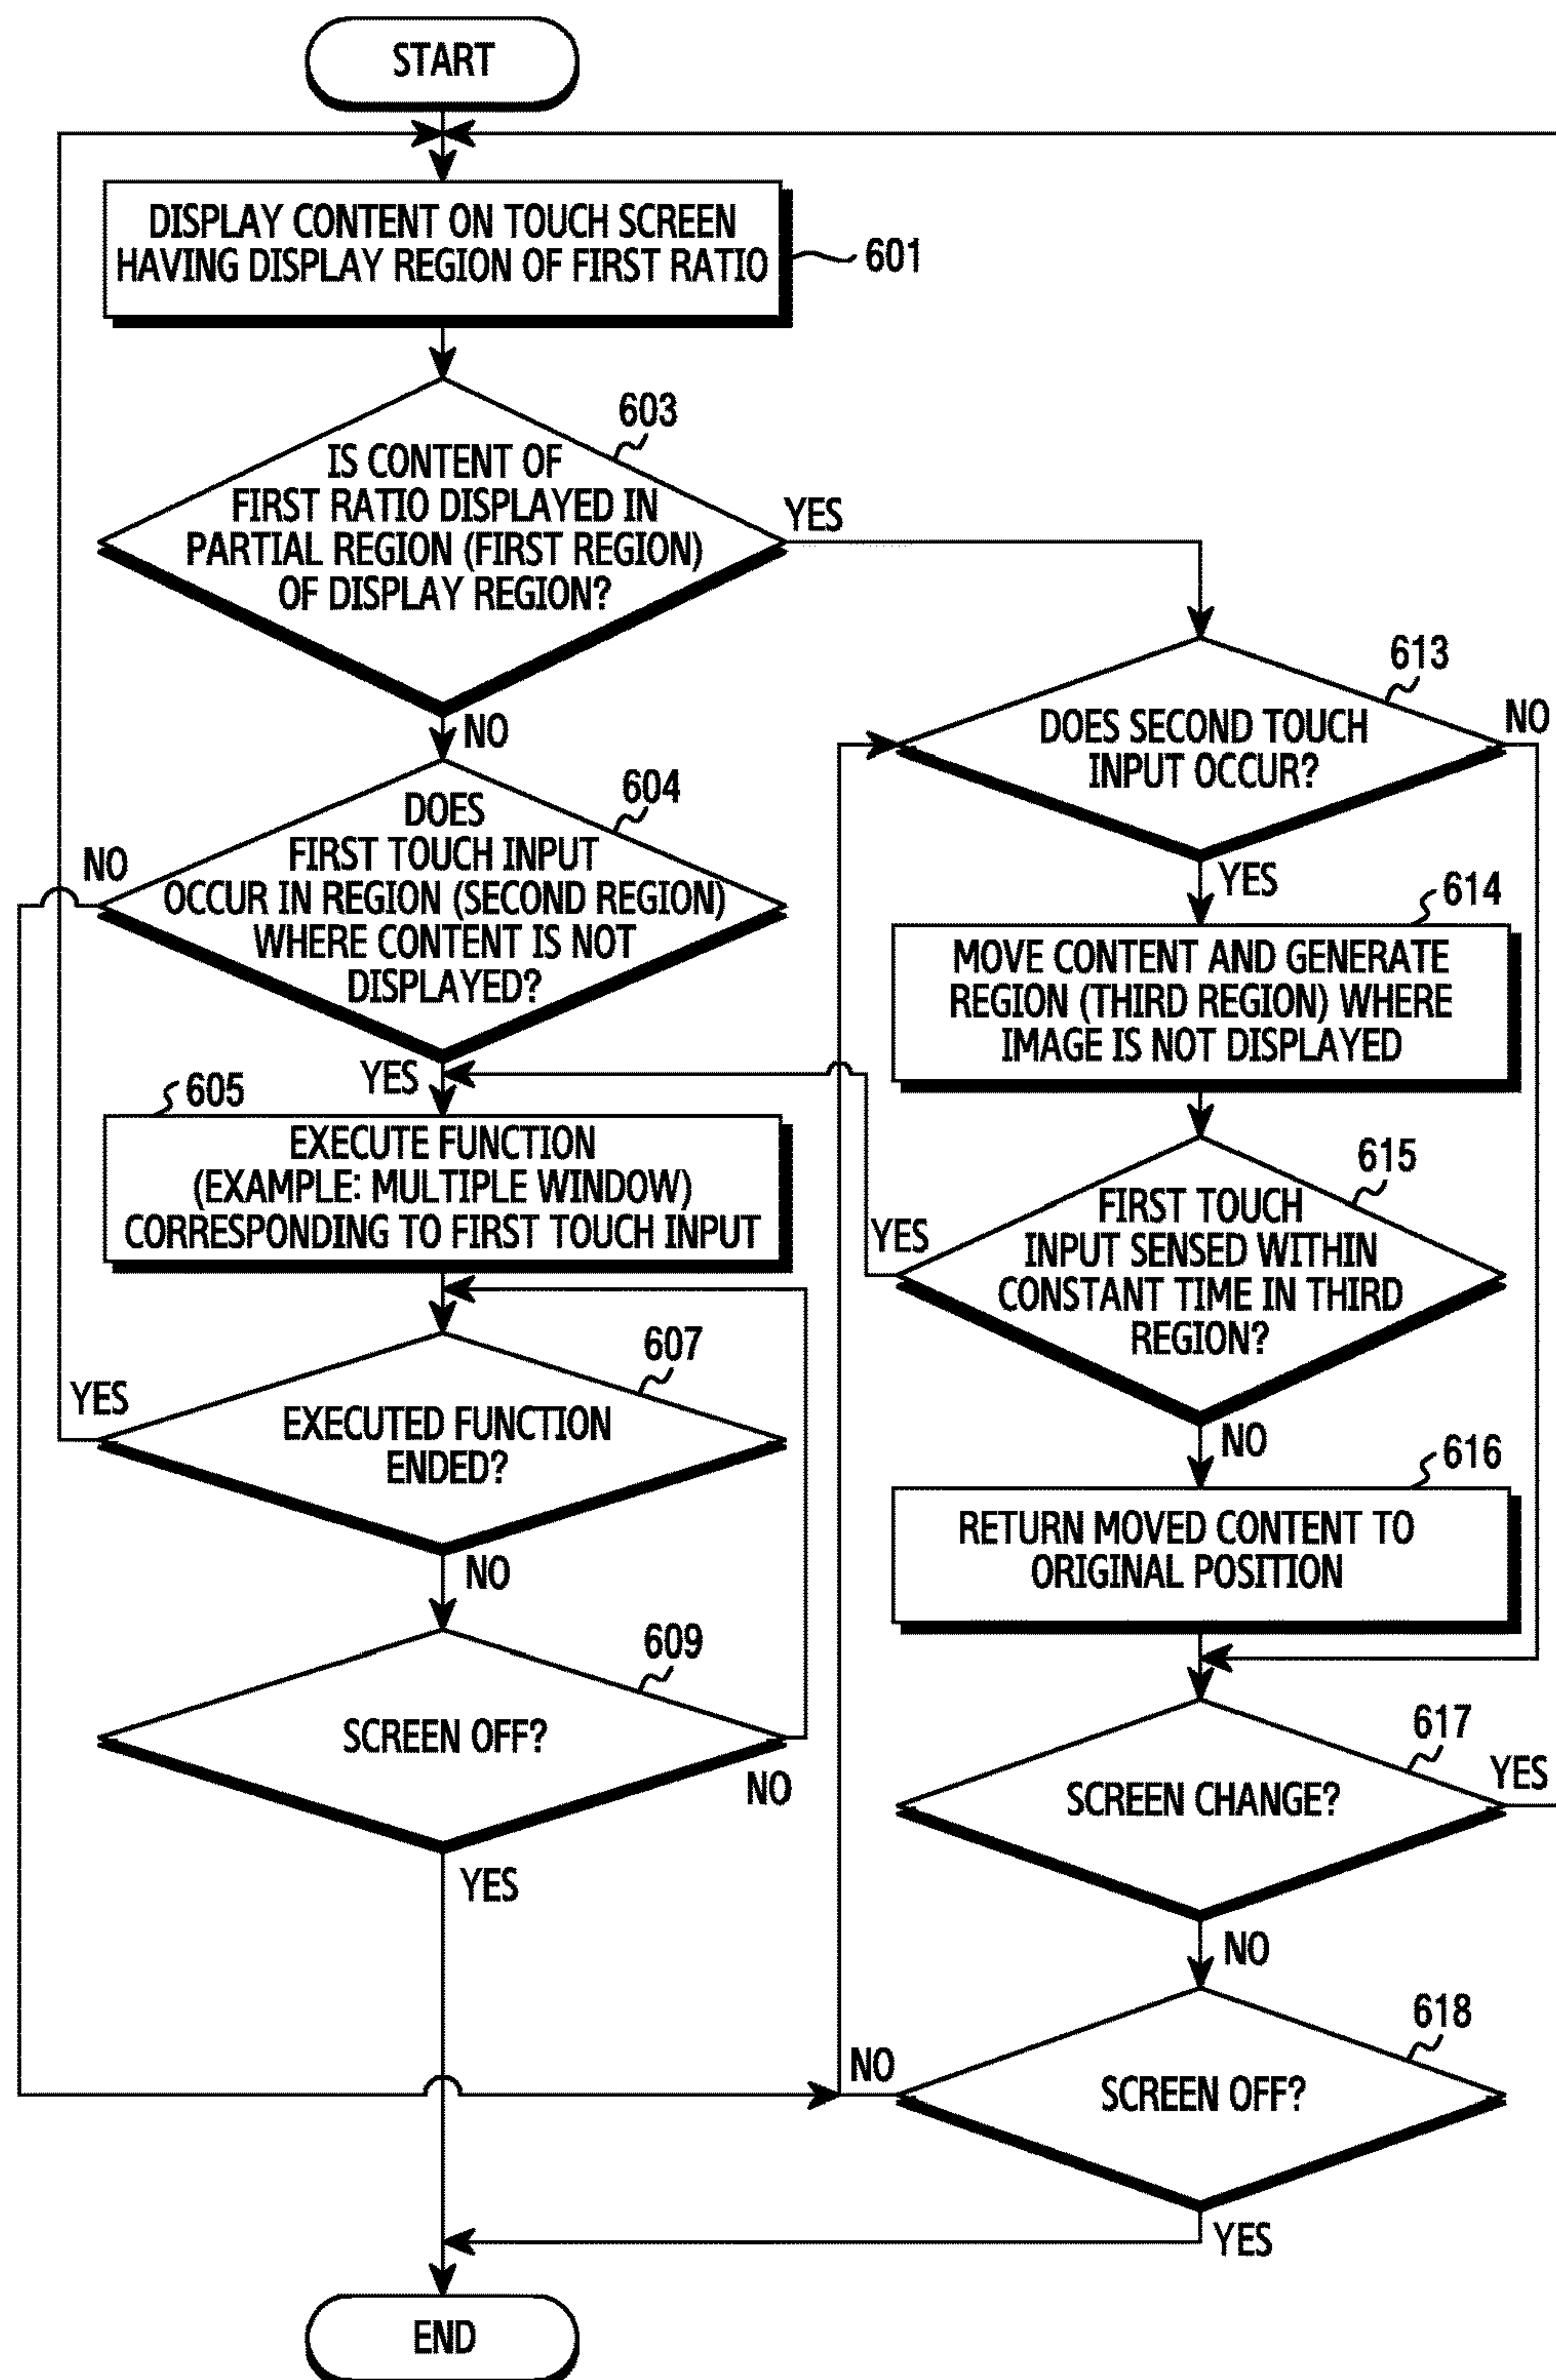 START
DISPLAY CONTENT ON TOUCH SCREEN
HAVING DISPLAY REGION OF FIRST RATIO
601
603
IS CONTENT OF
FIRST RATIO DISPLAYED IN
PARTIAL REGION (FIRST REGION)
OF DISPLAY REGION?
YES
NO
604
DOES
FIRST TOUCH INPUT
OCCUR IN REGION (SECOND REGION)
WHERE CONTENT IS NOT
DISPLAYED?
NO
YES
605
EXECUTE FUNCTION
(EXAMPLE: MULTIPLE WINDOW)
CORRESPONDING TO FIRST TOUCH INPUT
607
EXECUTED FUNCTION
ENDED?
YES
NO
609
SCREEN OFF?
NO
YES
613
DOES SECOND TOUCH
INPUT OCCUR?
NO
YES
614
MOVE CONTENT AND GENERATE
REGION (THIRD REGION) WHERE
IMAGE IS NOT DISPLAYED
615
FIRST TOUCH
INPUT SENSED WITHIN
CONSTANT TIME IN THIRD
REGION?
YES
NO
616
RETURN MOVED CONTENT TO
ORIGINAL POSITION
617
SCREEN CHANGE?
YES
NO
618
SCREEN OFF?
NO
YES
END